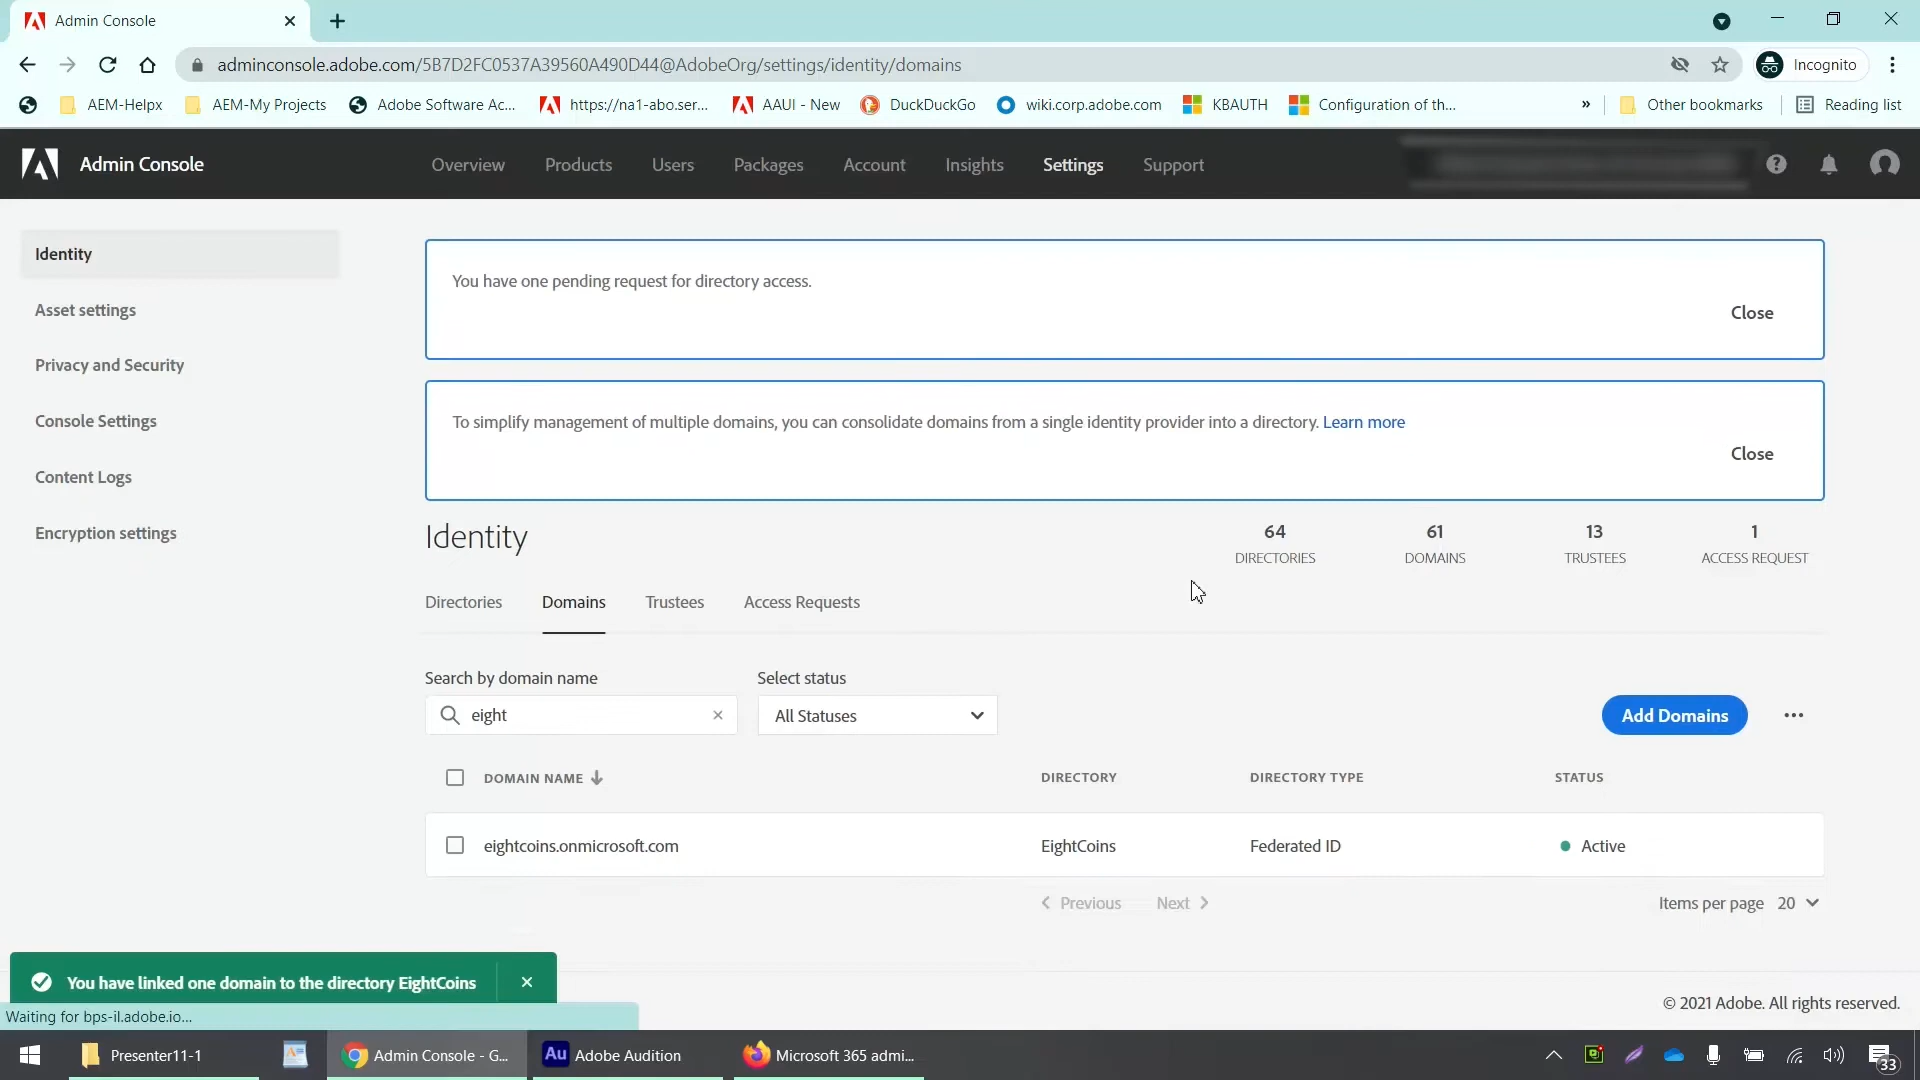 Admin Console
adminconsole.adobe.com/5B7D2FC0537A39560A490D44@AdobeOrg/settings/identity/domains
Incognito
AEM-Helpx
AEM-My Projects
Adobe Software Ac...
https://na1-abo.ser...
AAUI - New
DuckDuckGo
wiki.corp.adobe.com
KBAUTH
Configuration of th...
»
Other bookmarks
Reading list
Admin Console
Overview
Products
Users
Packages
Account
Insights
Settings
Support
Identity
Asset settings
Privacy and Security
Console Settings
Content Logs
Encryption settings
You have one pending request for directory access.
Close
To simplify management of multiple domains, you can consolidate domains from a single identity provider into a directory. Learn more
Close
Identity
64
DIRECTORIES
61
DOMAINS
13
TRUSTEES
1
ACCESS REQUEST
Directories
Domains
Trustees
Access Requests
Search by domain name
Select status
eight
All Statuses
Add Domains
DOMAIN NAME
DIRECTORY
DIRECTORY TYPE
STATUS
eightcoins.onmicrosoft.com
EightCoins
Federated ID
Active
Previous
Next
Items per page 20
You have linked one domain to the directory EightCoins
© 2021 Adobe. All rights reserved.
Waiting for bps-il.adobe.io...
Presenter11-1
Admin Console - G...
Au
Adobe Audition
Microsoft 365 admi...
33